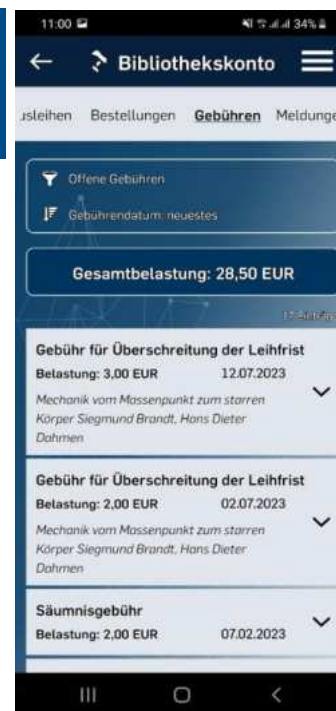 11:00
34%
Bibliothekskonto
usleihen Bestellungen Gebühren Meldunge
Offene Gebühren
Gebührendatum: neuestes
Gesamtbelastung: 28,50 EUR
Gebühr für Überschreitung der Leihfrist
Belastung: 3,00 EUR 12.07.2023
Mechanik vom Massenpunkt zum starren
Körper Siegmund Brandt, Hans Dieter
Dahmen
Gebühr für Überschreitung der Leihfrist
Belastung: 2,00 EUR 02.07.2023
Mechanik vom Massenpunkt zum starren
Körper Siegmund Brandt, Hans Dieter
Dahmen
Säumnisgebühr
Belastung: 2,00 EUR 07.02.2023